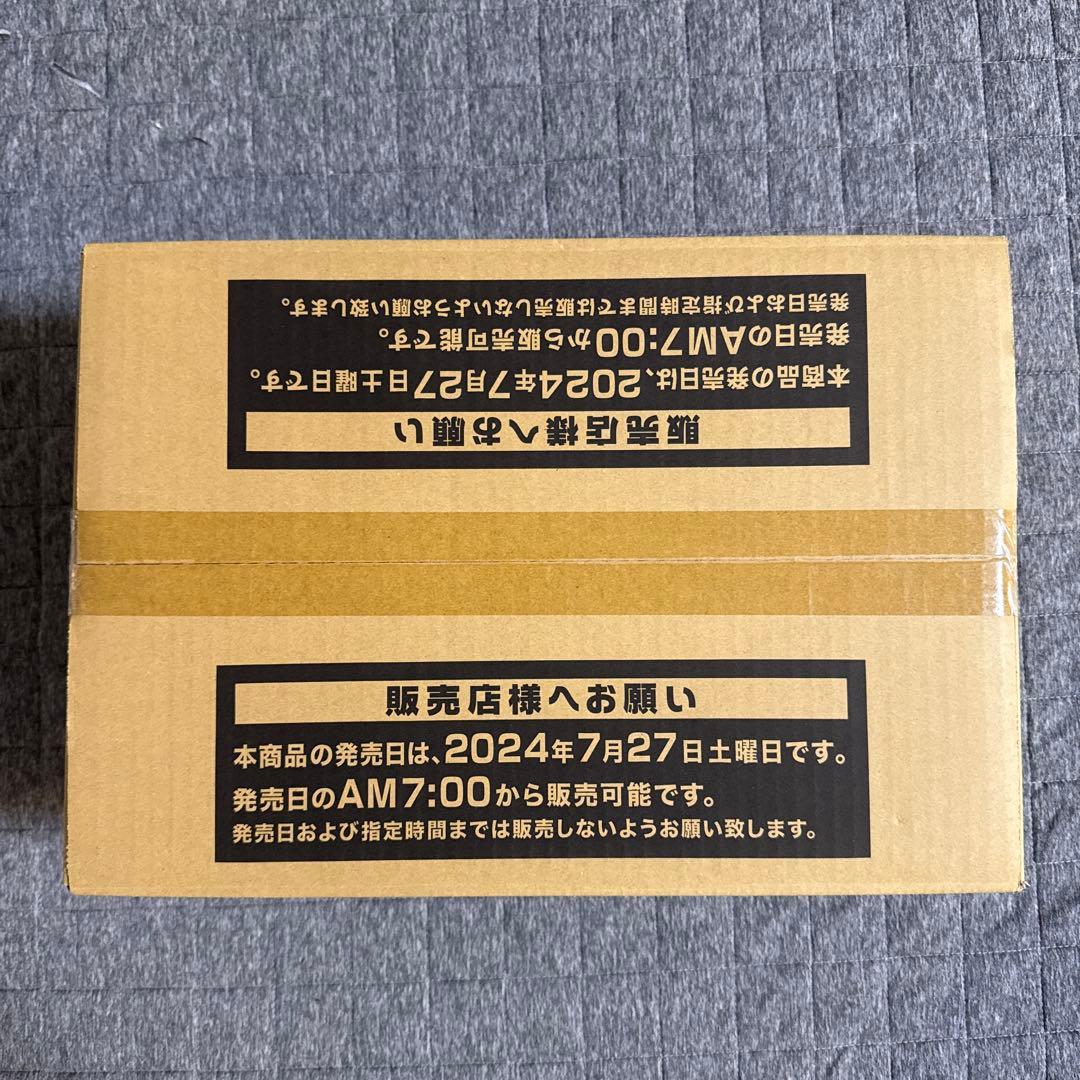 販売店様へお願い
本商品の発売日は、2024年7月27日土曜日です。
発売日のAM7:00から販売可能です。
発売日および指定時間までは販売しないようお願い致します。
販売店様へお願い
本商品の発売日は、2024年7月27日土曜日です。
発売日のAM7:00から販売可能です。
発売日および指定時間までは販売しないようお願い致します。